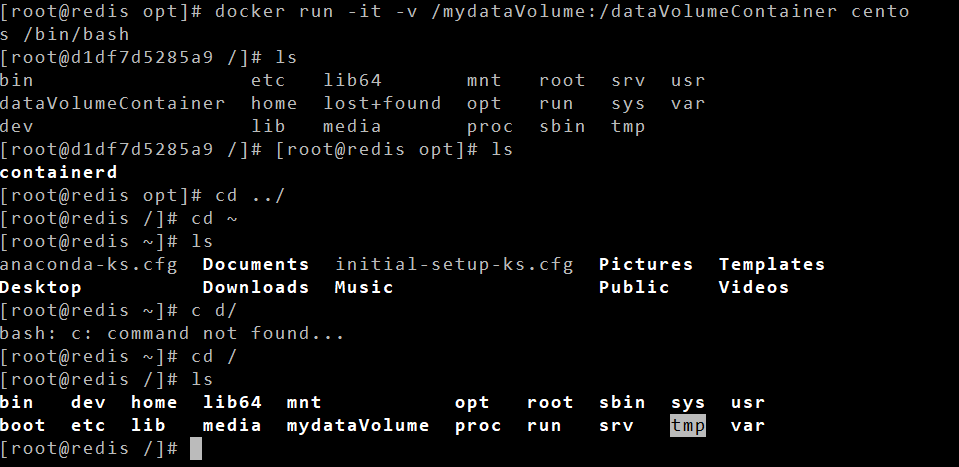 [root@redis opt]# docker run -it -v /mydataVolume:/dataVolumeContainer cento
s /bin/bash
[root@d1df7d5285a9 /]# ls
bin                  etc   lib64       mnt   root  srv  usr
dataVolumeContainer  home  lost+found  opt   run   sys  var
dev                  lib   media       proc  sbin  tmp
[root@d1df7d5285a9 /]# [root@redis opt]# ls
containerd
[root@redis opt]# cd ../
[root@redis /]# cd ~
[root@redis ~]# ls
anaconda-ks.cfg  Documents  initial-setup-ks.cfg  Pictures  Templates
Desktop          Downloads  Music                 Public    Videos
[root@redis ~]# c d/
bash: c: command not found...
[root@redis ~]# cd /
[root@redis /]# ls
bin   dev  home  lib64  mnt           opt   root  sbin  sys  usr
boot  etc  lib   media  mydataVolume  proc  run   srv   tmp  var
[root@redis /]#